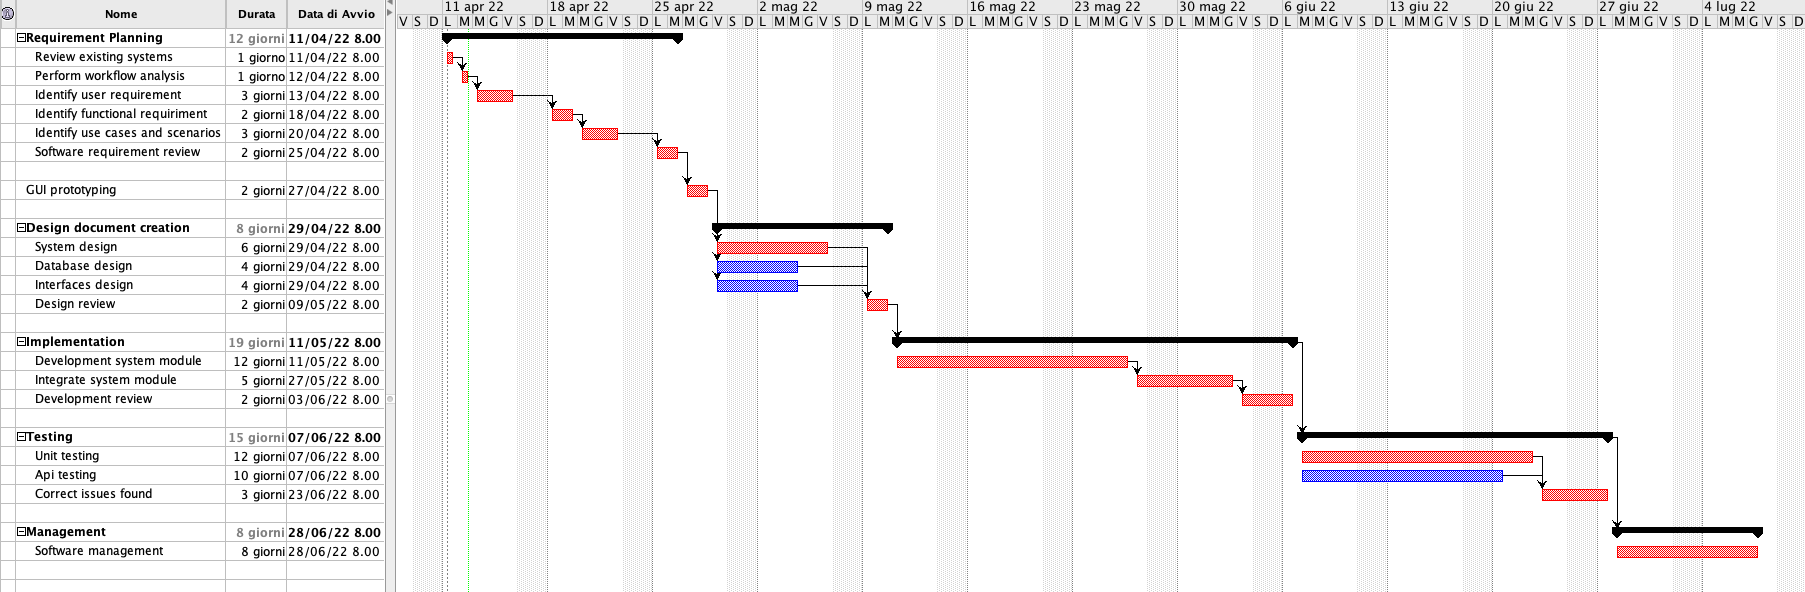 Nome Durata Data di Avvio 11 apr 22 18 apr 22 25 apr 22 2 mag 22 9 mag 22 16 mag 22 23 mag 22 30 mag 22 6 giu 22 13 giu 22 20 giu 22 27 giu 22 4 lug 22
V S D L M M G V S D L M M G V S D L M M G V S D L M M G V S D L M M G V S D L M M G V S D L M M G V S D L M M G V S D L M M G V S D L M M G V S D L M M G V S D L M M G V S D L M M G V S D
Requirement Planning 12 giorni 11/04/22 8.00
Review existing systems 1 giorno 11/04/22 8.00
Perform workflow analysis 1 giorno 12/04/22 8.00
Identify user requirement 3 giorni 13/04/22 8.00
Identify functional requiriment 2 giorni 18/04/22 8.00
Identify use cases and scenarios 3 giorni 20/04/22 8.00
Software requirement review 2 giorni 25/04/22 8.00
GUI prototyping 2 giorni 27/04/22 8.00
Design document creation 8 giorni 29/04/22 8.00
System design 6 giorni 29/04/22 8.00
Database design 4 giorni 29/04/22 8.00
Interfaces design 4 giorni 29/04/22 8.00
Design review 2 giorni 09/05/22 8.00
Implementation 19 giorni 11/05/22 8.00
Development system module 12 giorni 11/05/22 8.00
Integrate system module 5 giorni 27/05/22 8.00
Development review 2 giorni 03/06/22 8.00
Testing 15 giorni 07/06/22 8.00
Unit testing 12 giorni 07/06/22 8.00
Api testing 10 giorni 07/06/22 8.00
Correct issues found 3 giorni 23/06/22 8.00
Management 8 giorni 28/06/22 8.00
Software management 8 giorni 28/06/22 8.00